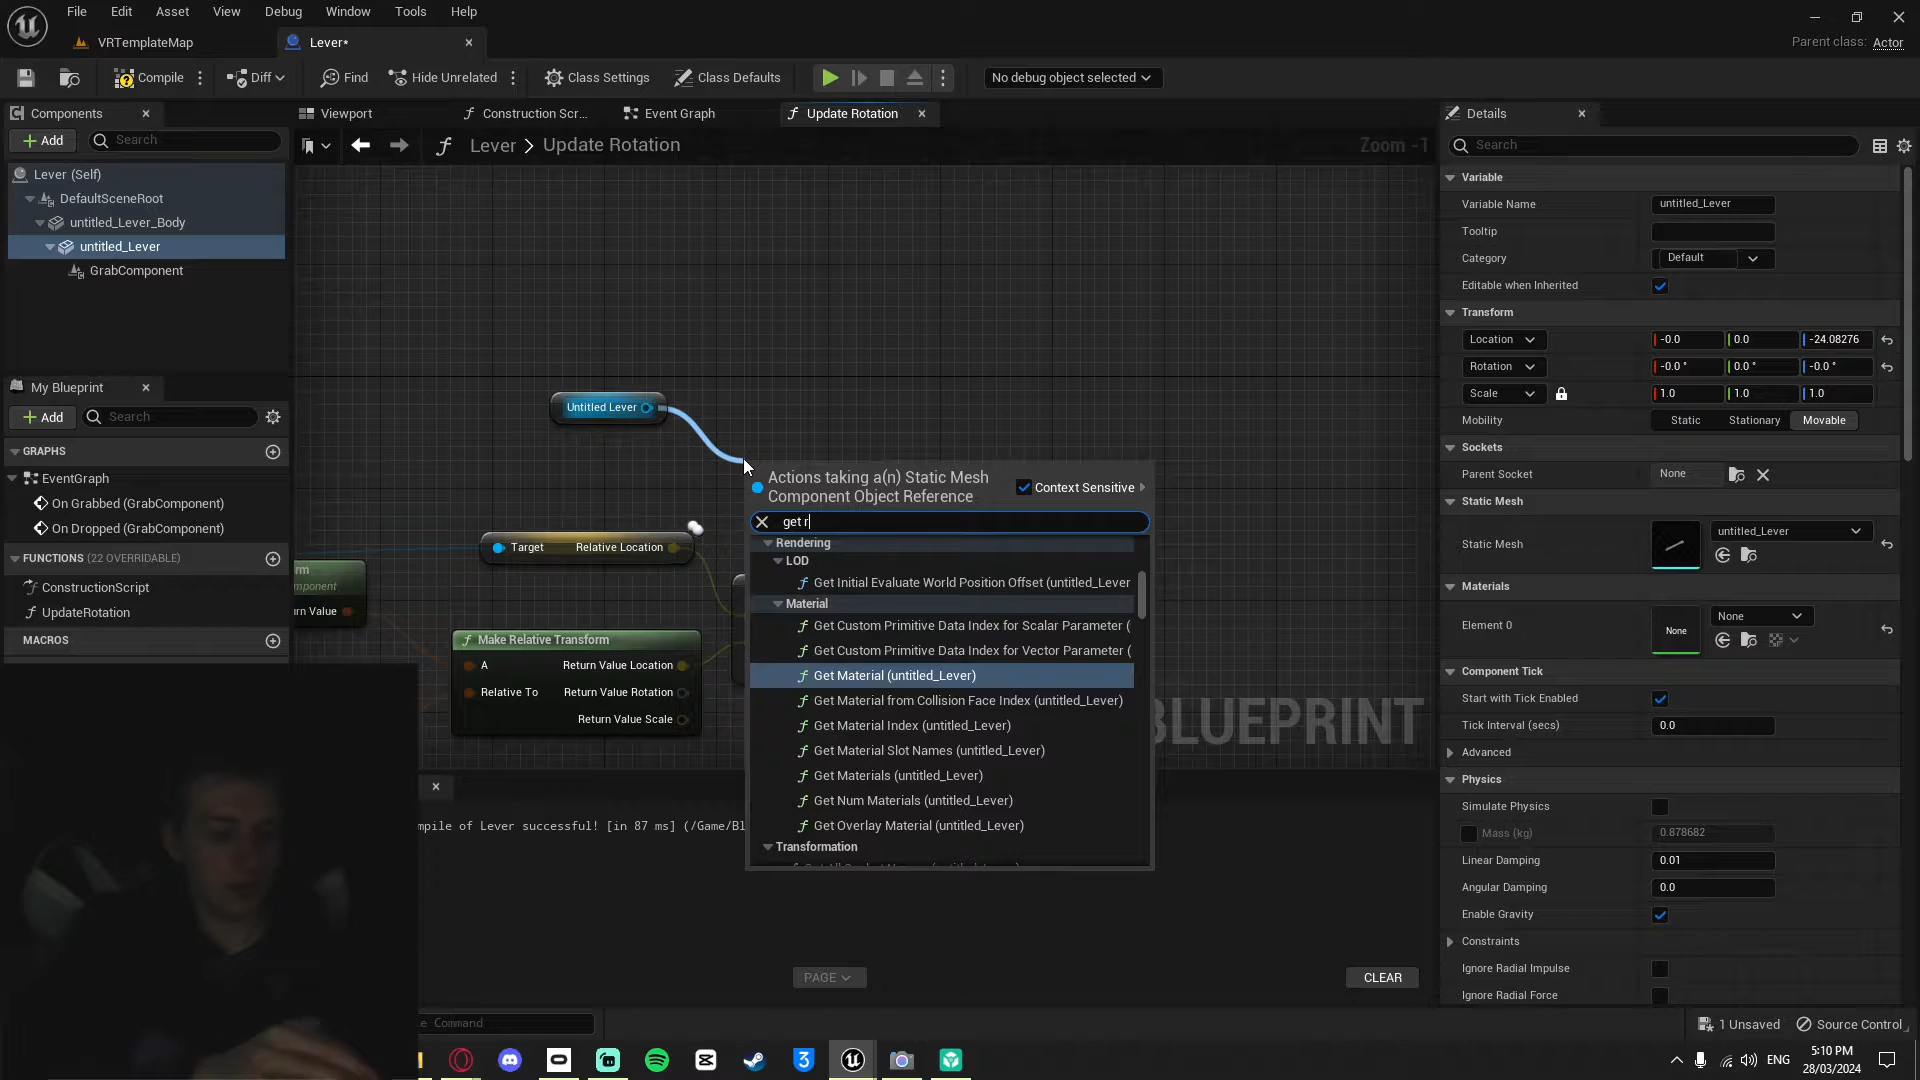 File Edit Asset View Debug Window Tools Help
VRTemplateMap Lever*
Parent class: Actor
Compile Diff Find Hide Unrelated Class Settings Class Defaults No debug object selected
Components
Viewport Construction Scr... Event Graph Update Rotation
Details
Add Search
Lever > Update Rotation
Zoom -1
Search
Lever (Self)
DefaultSceneRoot
untitled_Lever_Body
untitled_Lever
GrabComponent
My Blueprint
Add Search
GRAPHS
EventGraph
On Grabbed (GrabComponent)
On Dropped (GrabComponent)
FUNCTIONS (22 OVERRIDABLE)
ConstructionScript
UpdateRotation
MACROS
Untitled Lever
Target Relative Location
Make Relative Transform
A
Relative To
Return Value Location
Return Value Rotation
Return Value Scale
Actions taking a(n) Static Mesh
Component Object Reference
Context Sensitive
get r
Rendering
LOD
Get Initial Evaluate World Position Offset (untitled_Lever
Material
Get Custom Primitive Data Index for Scalar Parameter (
Get Custom Primitive Data Index for Vector Parameter (
Get Material (untitled_Lever)
Get Material from Collision Face Index (untitled_Lever)
Get Material Index (untitled_Lever)
Get Material Slot Names (untitled_Lever)
Get Materials (untitled_Lever)
Get Num Materials (untitled_Lever)
Get Overlay Material (untitled_Lever)
Transformation
BLUEPRINT
mpile of Lever successful! [in 87 ms] (/Game/Bl
PAGE
CLEAR
Variable
Variable Name untitled_Lever
Tooltip
Category Default
Editable when Inherited
Transform
Location -0.0 0.0 -24.08276
Rotation -0.0 ° 0.0 ° -0.0 °
Scale 1.0 1.0 1.0
Mobility Static Stationary Movable
Sockets
Parent Socket None
Static Mesh
Static Mesh untitled_Lever
Materials
Element 0 None None
Component Tick
Start with Tick Enabled
Tick Interval (secs) 0.0
Advanced
Physics
Simulate Physics
Mass (kg) 0.878682
Linear Damping 0.01
Angular Damping 0.0
Enable Gravity
Constraints
Ignore Radial Impulse
Ignore Radial Force
Command
1 Unsaved Source Control
ENG
5:10 PM
28/03/2024